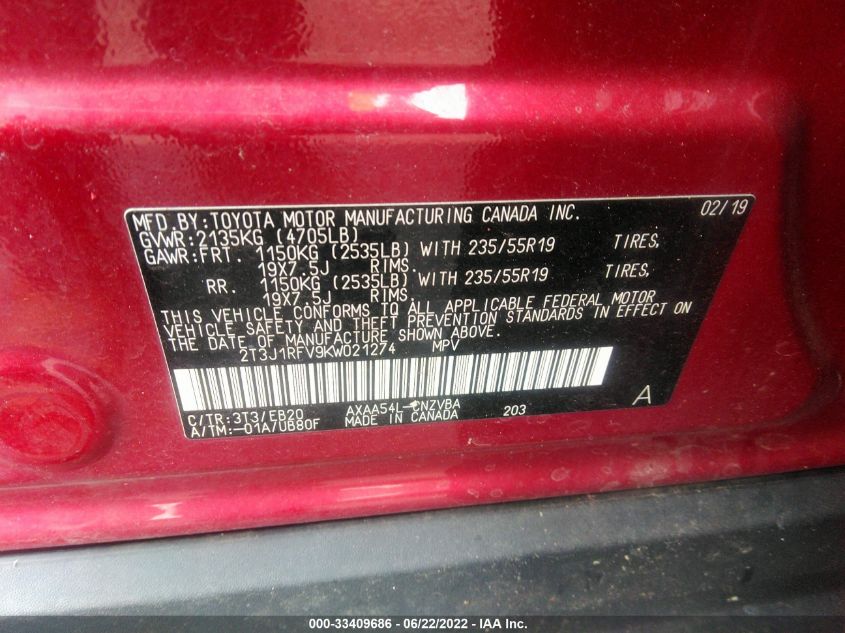 MFD.BY:TOYOTA MOTOR MANUFACTURING CANADA INC. 02/19
GVWR:2135KG (4705LB)
GAWR:FRT. 1150KG (2535LB) WITH 235/55R19 TIRES,
19X7.5J RIMS.
RR. 1150KG (2535LB) WITH 235/55R19 TIRES,
19X7.5J RIMS.
THIS VEHICLE CONFORMS TO ALL APPLICABLE FEDERAL MOTOR
VEHICLE SAFETY AND THEFT PREVENTION STANDARDS IN EFFECT ON
THE DATE OF MANUFACTURE SHOWN ABOVE.
2T3J1RFV9KW021274 MPV
C/TR:3T3/EB20 AXAA54L-CNZVBA 203 A
A/TM:-01A/UB80F MADE IN CANADA
000-33409686 / 06/22/2022 - IAA Inc.